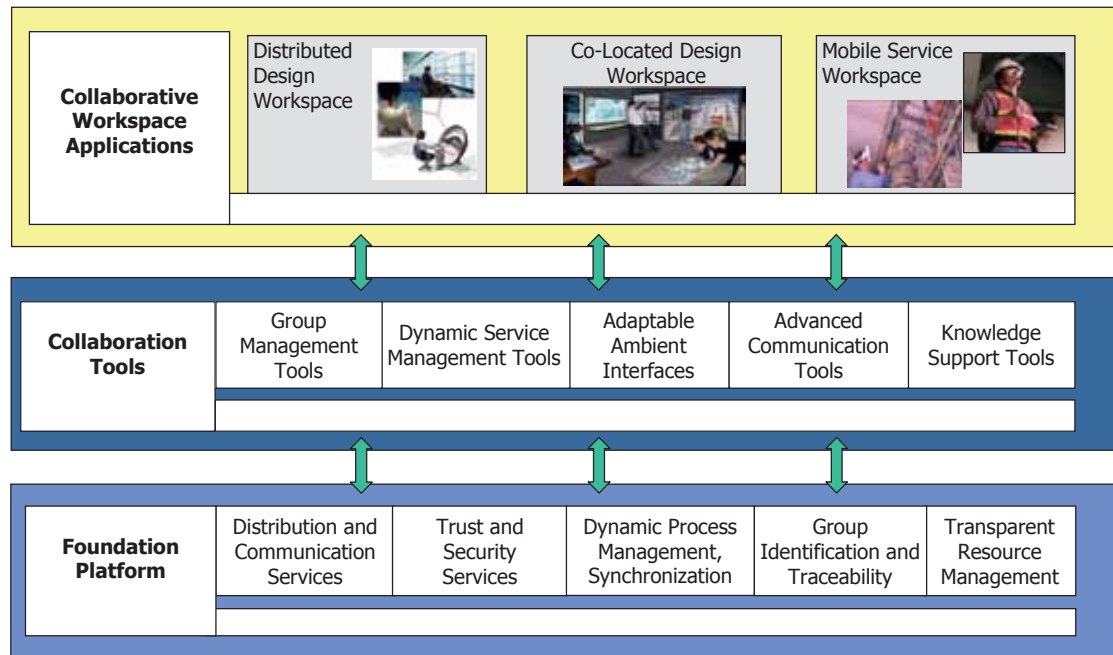 Collaborative
Workspace
Applications
Distributed
Design
Workspace
Co-Located Design
Workspace
Mobile Service
Workspace
Collaboration
Tools
Group
Management
Tools
Dynamic Service
Management Tools
Adaptable
Ambient
Interfaces
Advanced
Communication
Tools
Knowledge
Support Tools
Foundation
Platform
Distribution and
Communication
Services
Trust and
Security
Services
Dynamic Process
Management,
Synchronization
Group
Identification and
Traceability
Transparent
Resource
Management